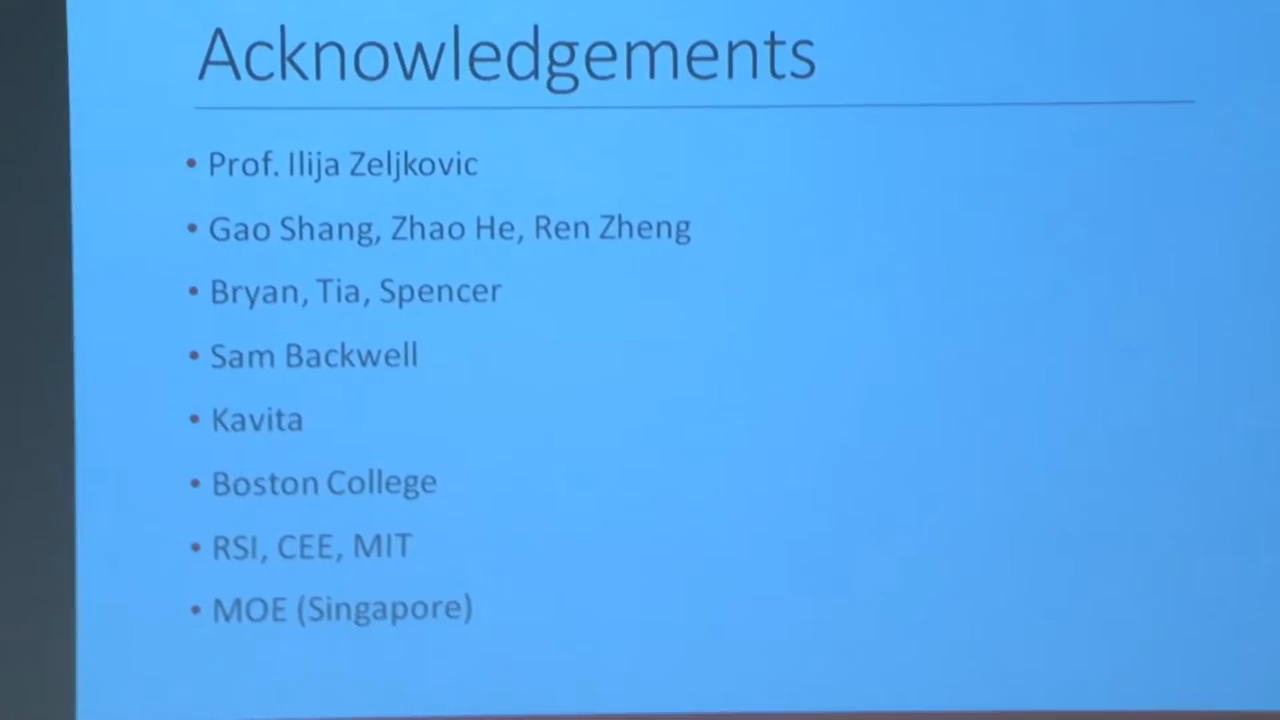 Acknowledgements
• Prof. Ilija Zeljkovic
• Gao Shang, Zhao He, Ren Zheng
• Bryan, Tia, Spencer
• Sam Backwell
• Kavita
• Boston College
• RSI, CEE, MIT
• MOE (Singapore)